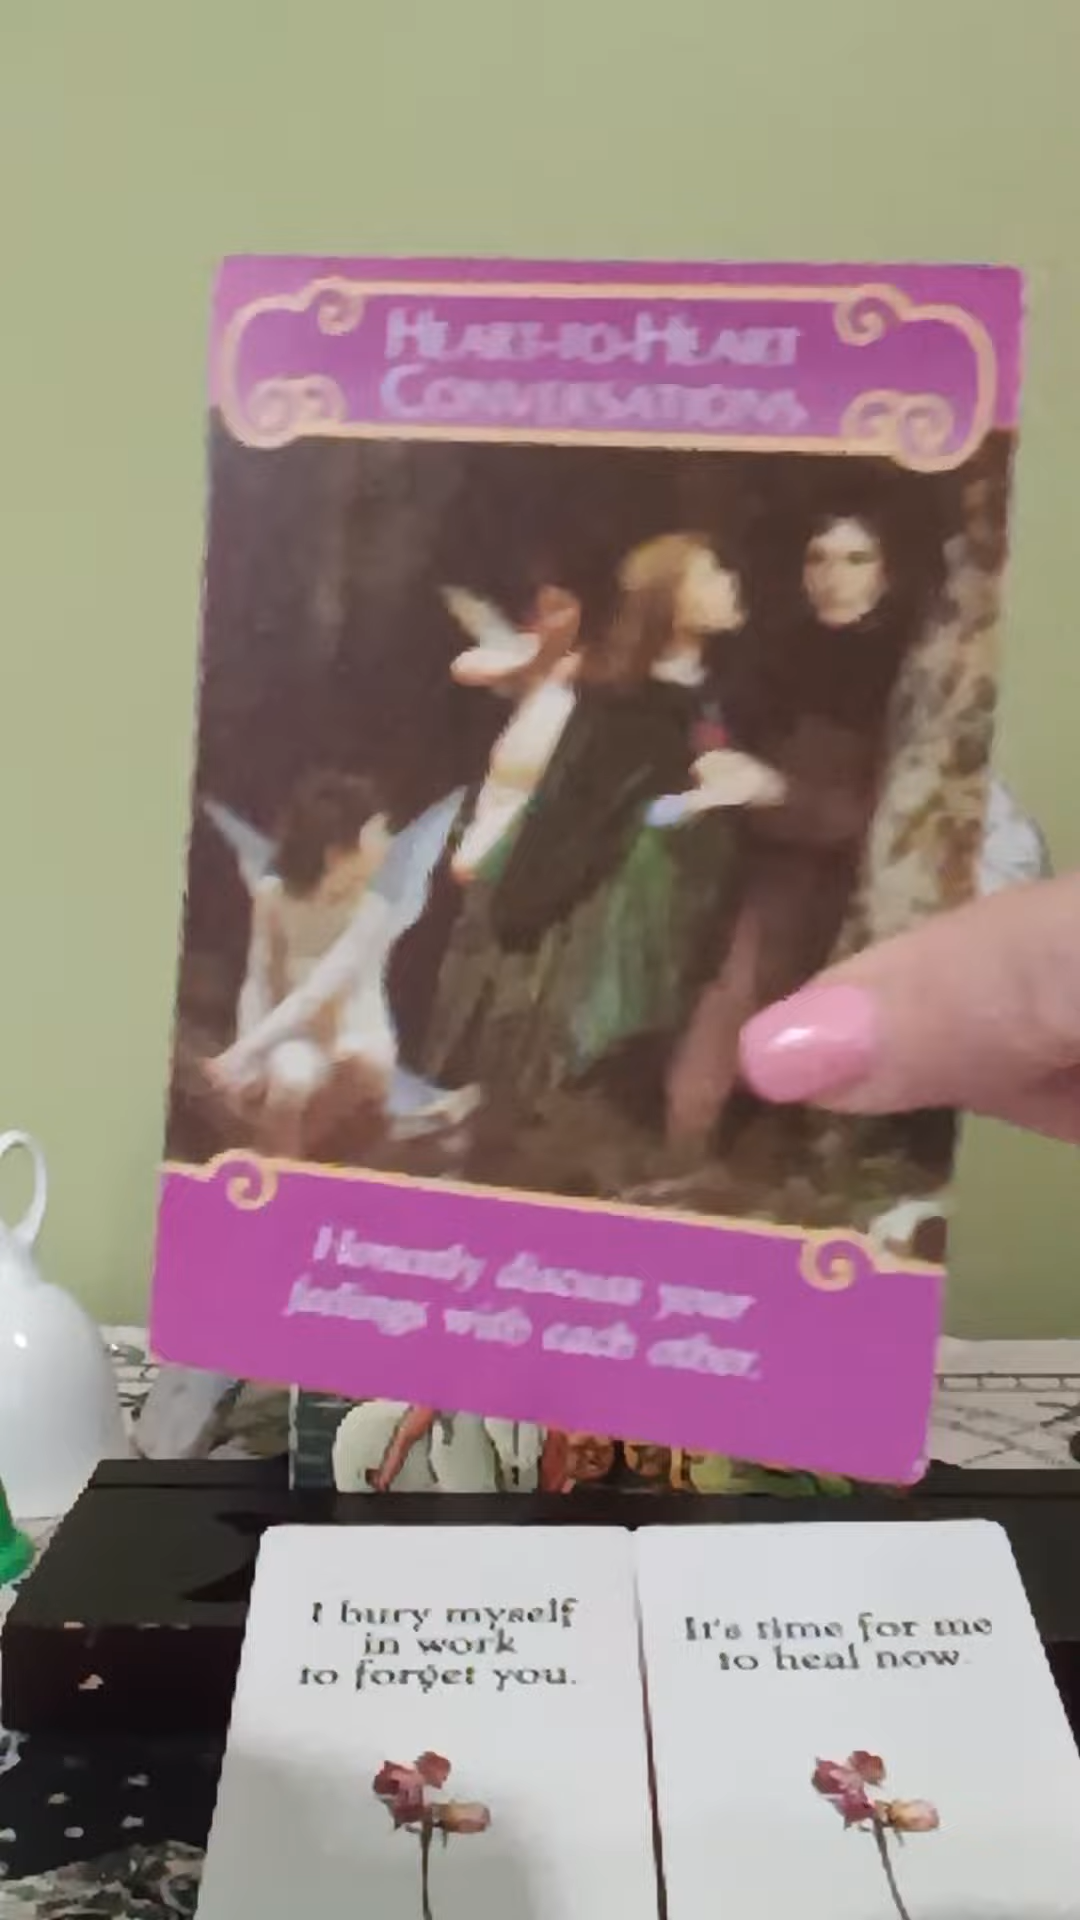 HEART-TO-HEART
CONVERSATIONS
Honestly discuss your
feelings with each other.
I bury myself
in work
to forget you.
It's time for me
to heal now.